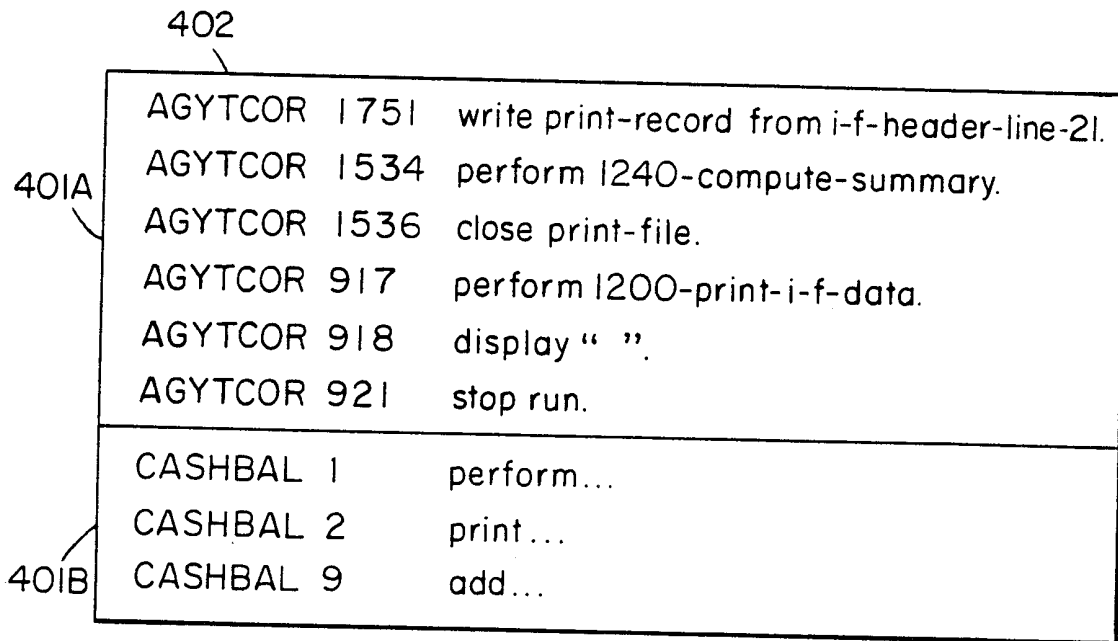 402
AGYTCOR 1751 write print-record from i-f-header-line-21.
AGYTCOR 1534 perform 1240-compute-summary.
401A
AGYTCOR 1536 close print-file.
AGYTCOR 917 perform 1200-print-i-f-data.
AGYTCOR 918 display “ ”.
AGYTCOR 921 stop run.
CASHBAL 1 perform...
CASHBAL 2 print...
401B
CASHBAL 9 add...